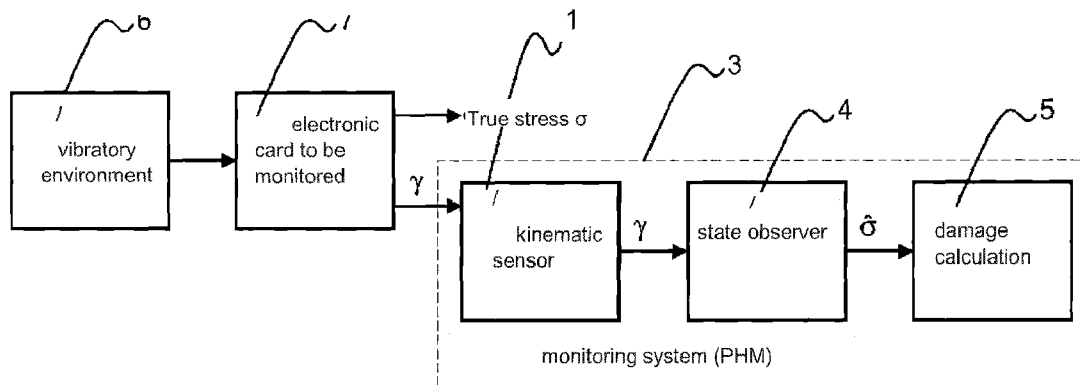 6
7
1
3
4
5
vibratory
environment
electronic
card to be
monitored
True stress σ
γ
kinematic
sensor
γ
state observer
σ̂
damage
calculation
monitoring system (PHM)